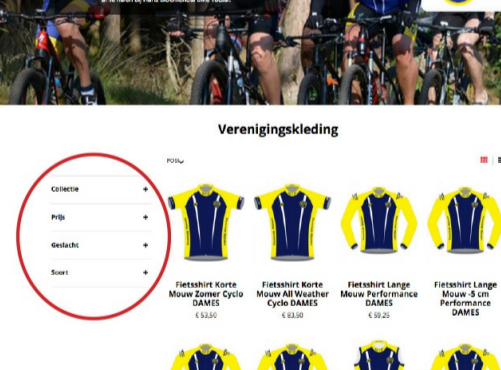 Verenigingskleding
Collectie +
Prijs +
Geslacht +
Soort +
Fietsshirt Korte
Mouw Zomer Cyclo
DAMES
€ 53,50
Fietsshirt Korte
Mouw All Weather
Cyclo DAMES
€ 83,50
Fietsshirt Lange
Mouw Performance
DAMES
€ 59,25
Fietsshirt Lange
Mouw -5 cm
Performance
DAMES